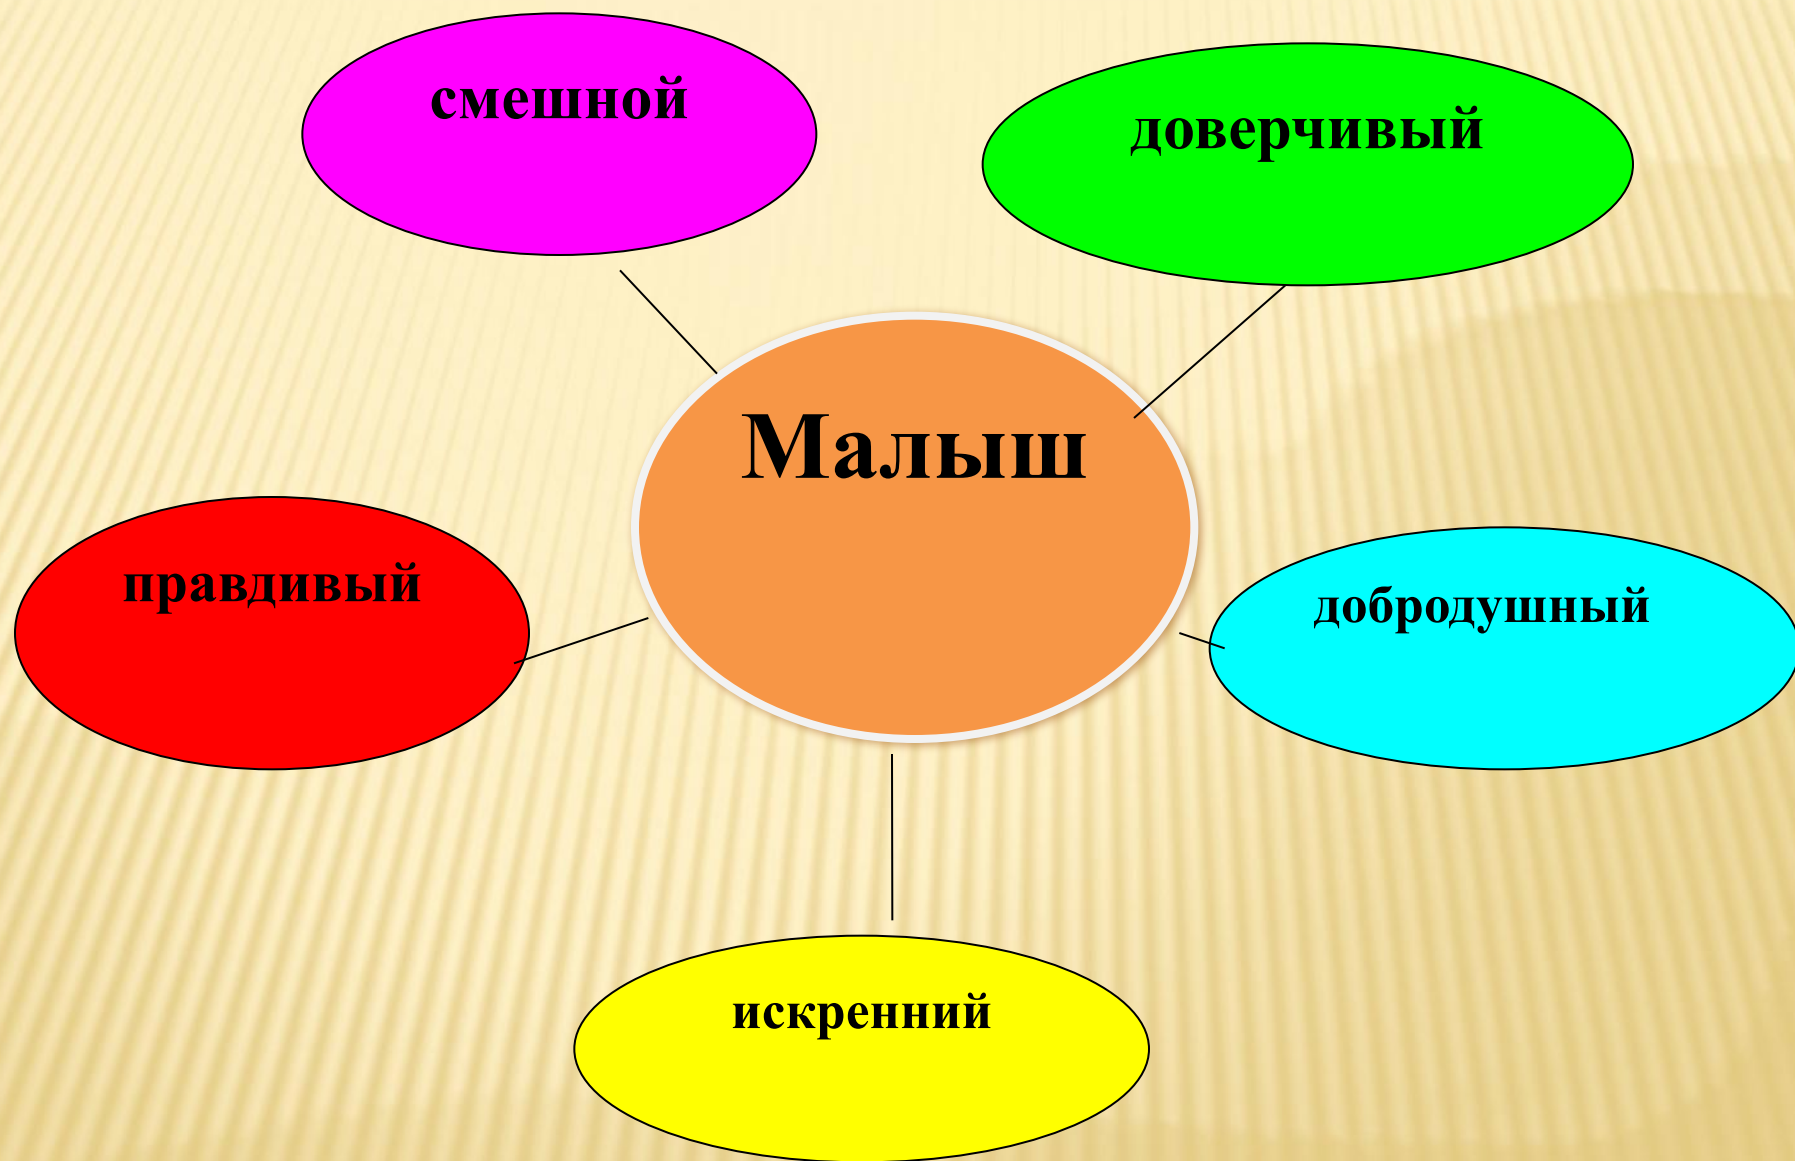 смешной
доверчивый
Малыш
правдивый
добродушный
искренний